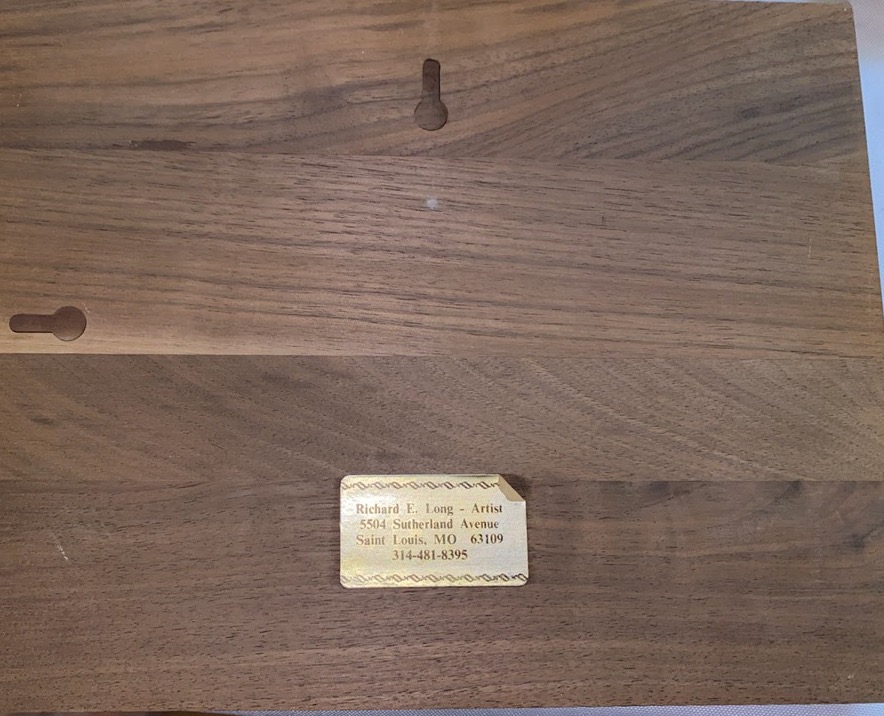 Richard E. Long - Artist
5504 Sutherland Avenue
Saint Louis, MO 63109
314-481-8395